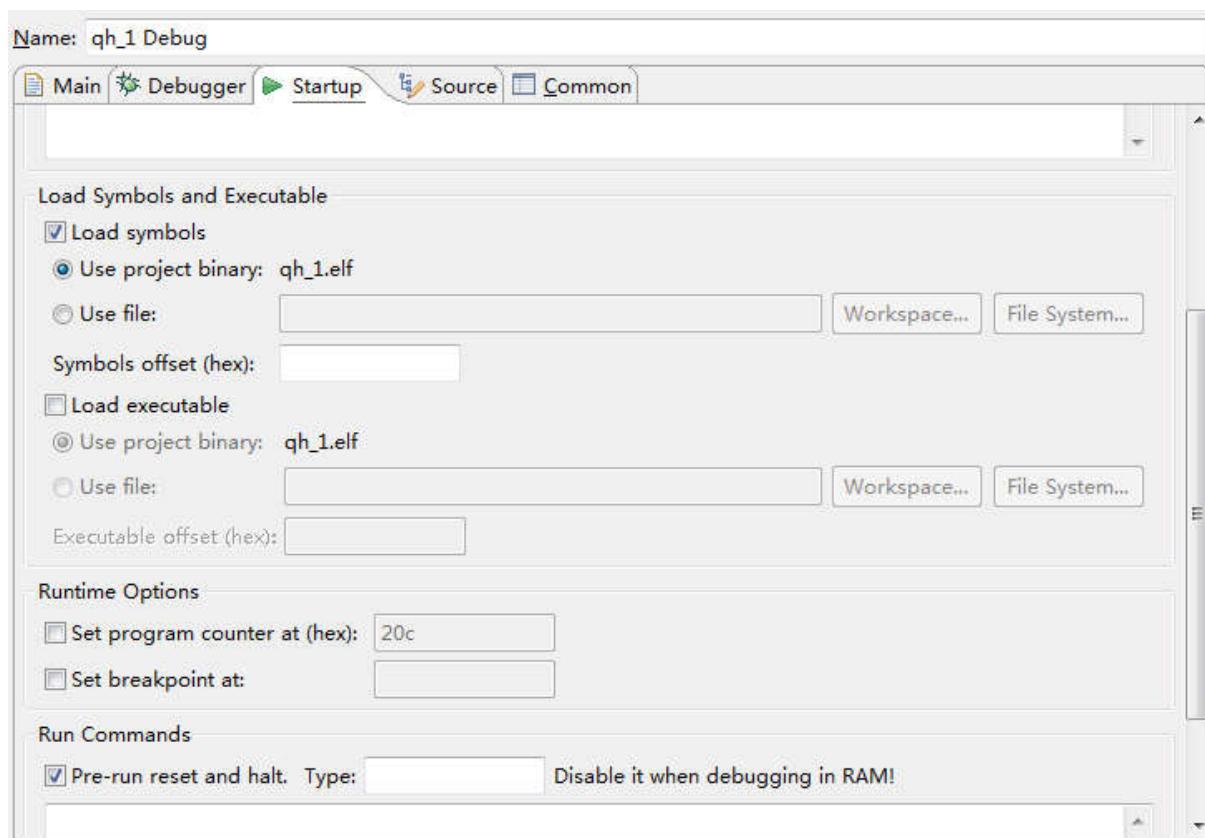 Name: qh_1 Debug
Main Debugger Startup Source Common
Load Symbols and Executable
Load symbols
Use project binary: qh_1.elf
Use file: Workspace... File System...
Symbols offset (hex):
Load executable
Use project binary: qh_1.elf
Use file: Workspace... File System...
Executable offset (hex):
Runtime Options
Set program counter at (hex): 20c
Set breakpoint at:
Run Commands
Pre-run reset and halt. Type: Disable it when debugging in RAM!